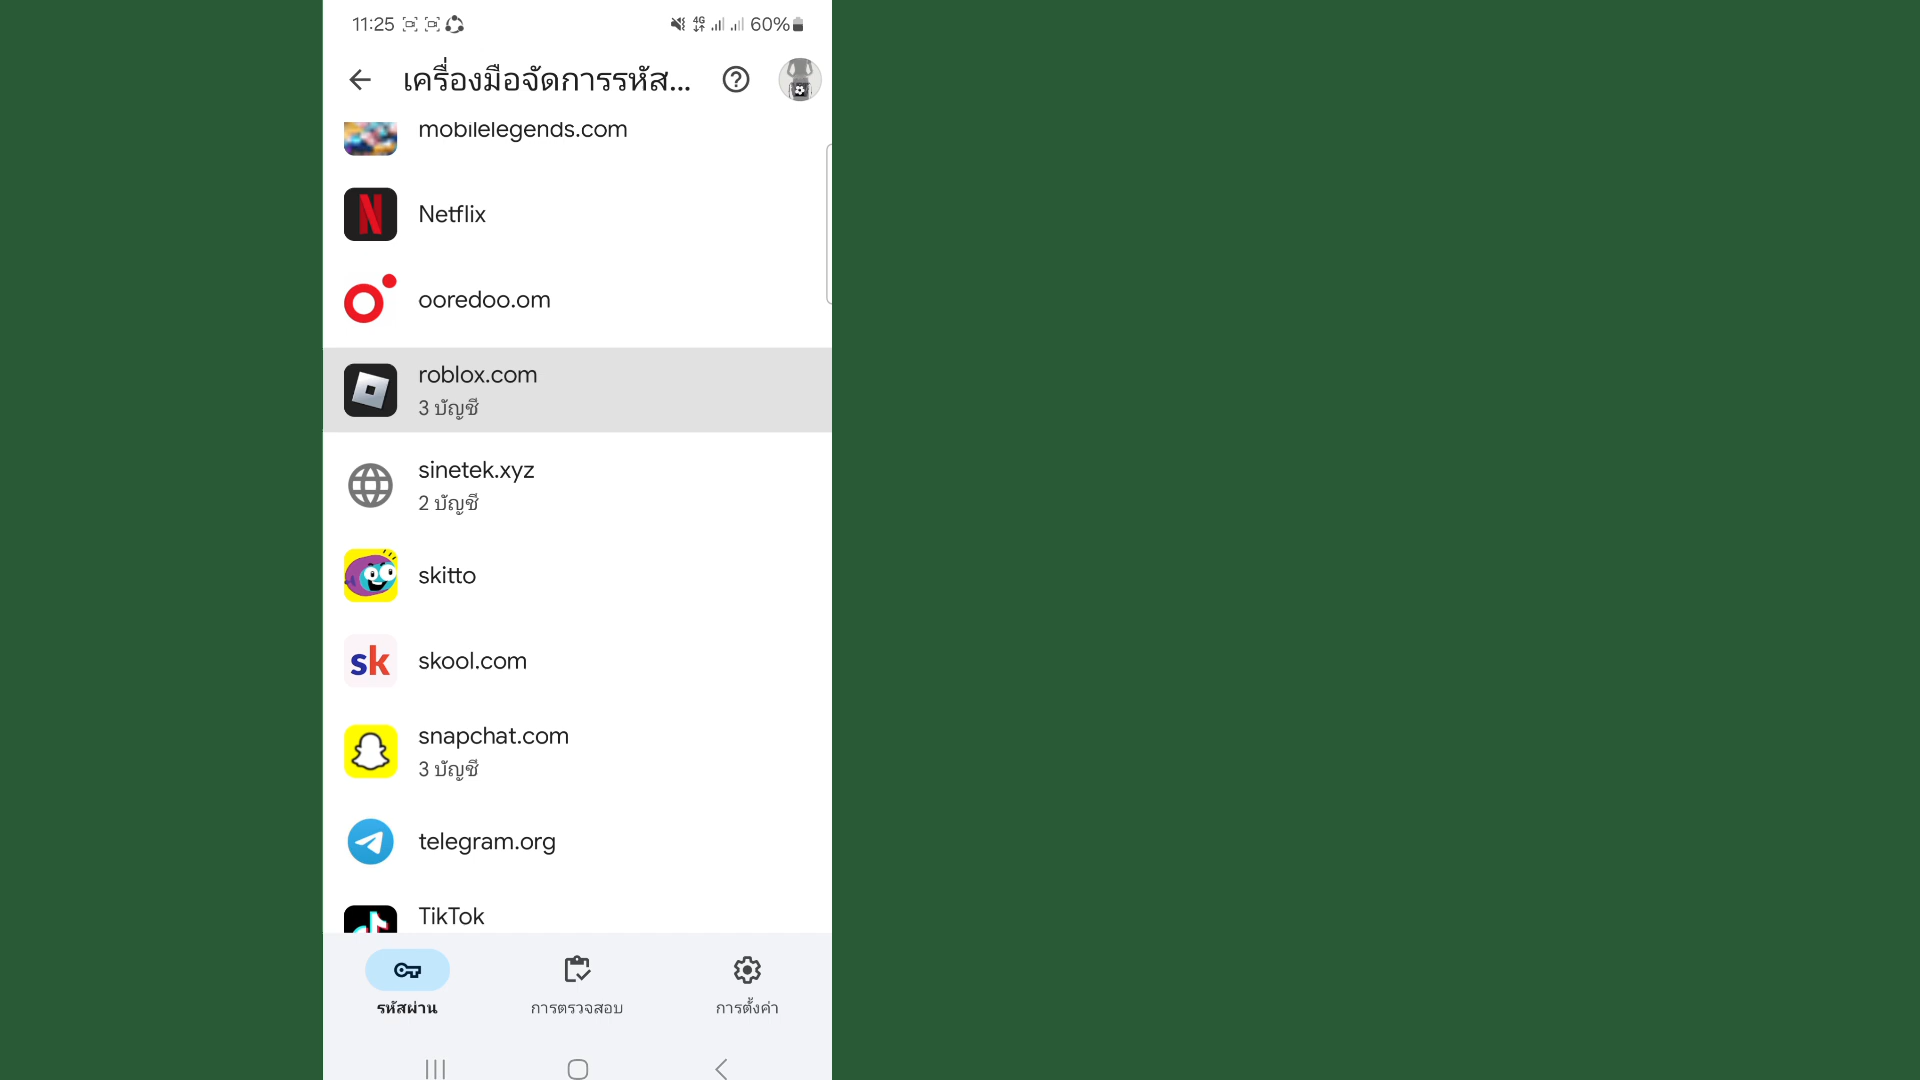 11:25 4G 60%
เครื่องมือจัดการรหัส...
mobilelegends.com
Netflix
ooredoo.om
roblox.com
3 บัญชี
sinetek.xyz
2 บัญชี
skitto
sk
skool.com
snapchat.com
3 บัญชี
telegram.org
TikTok
รหัสผ่าน การตรวจสอบ การตั้งค่า